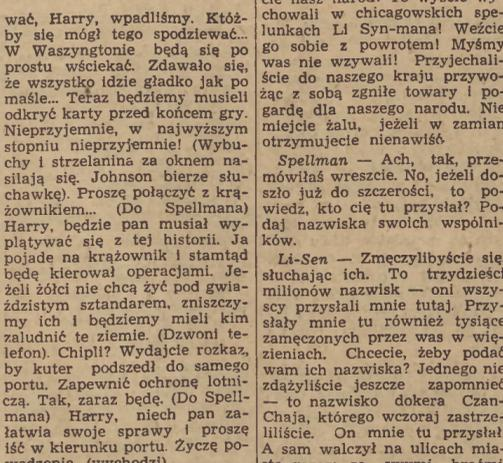 wać, Harry, wpadliśmy. Któż-
by się mógł tego spodziewać...
W Waszyngtonie będą się po
prostu wściekać. Zdawało się,
że wszystko idzie gładko jak po
maśle... Teraz będziemy musieli
odkryć karty przed końcem gry.
Nieprzyjemnie, w najwyższym
stopniu nieprzyjemnie! (Wybu-
chy i strzelanina za oknem na-
silają się. Johnson bierze słu-
chawkę). Proszę połączyć z krą-
żownikiem... (Do Spellmana)
Harry, będzie pan musiał wy-
plątywać się z tej historii. Ja
pojade na krążownik i stamtąd
będę kierował operacjami. Je-
żeli żółci nie chcą żyć pod gwia-
ździstym sztandarem, zniszczy-
my ich i będziemy mieli kim
zaludnić te ziemie. (Dzwoni te-
lefon). Chipli? Wydajcie rozkaz,
by kuter podszedł do samego
portu. Zapewnić ochronę lotni-
czą. Tak, zaraz będę. (Do Spell-
mana) Harry, niech pan za-
łatwia swoje sprawy i proszę
iść w kierunku portu. Życzę po-
wodzenia. (wychodzi)
chowali w chicagowskich spe-
lunkach Li Syn-mana! Weźcie
go sobie z powrotem! Myśmy
was nie wzywali! Przyjechali-
ście do naszego kraju przywo-
żąc z sobą zgniłe towary i po-
gardę dla naszego narodu. Nie
miejcie żalu, jeżeli w zamian
otrzymujecie nienawiść.
Spellman — Ach, tak, prze-
mówiłaś wreszcie. No, jeżeli do-
szło już do szczerości, to po-
wiedz, kto cię tu przysłał? Po-
daj nazwiska swoich wspólni-
ków.
Li-Sen — Zmęczylibyście się
słuchając ich. To trzydzieści
milionów nazwisk — oni wszy-
scy przysłali mnie tutaj. Przy-
słały mnie tu również tysiące
zamęczonych przez was w wię-
zieniach. Chcecie, żeby podać
wam ich nazwiska? Jednego nie
zdążyliście jeszcze zapomnieć
— to nazwisko dokera Czan-
Chaja, którego wczoraj zastrze-
liliście. On mnie tu przysłał
A sam walczył na ulicach mia-